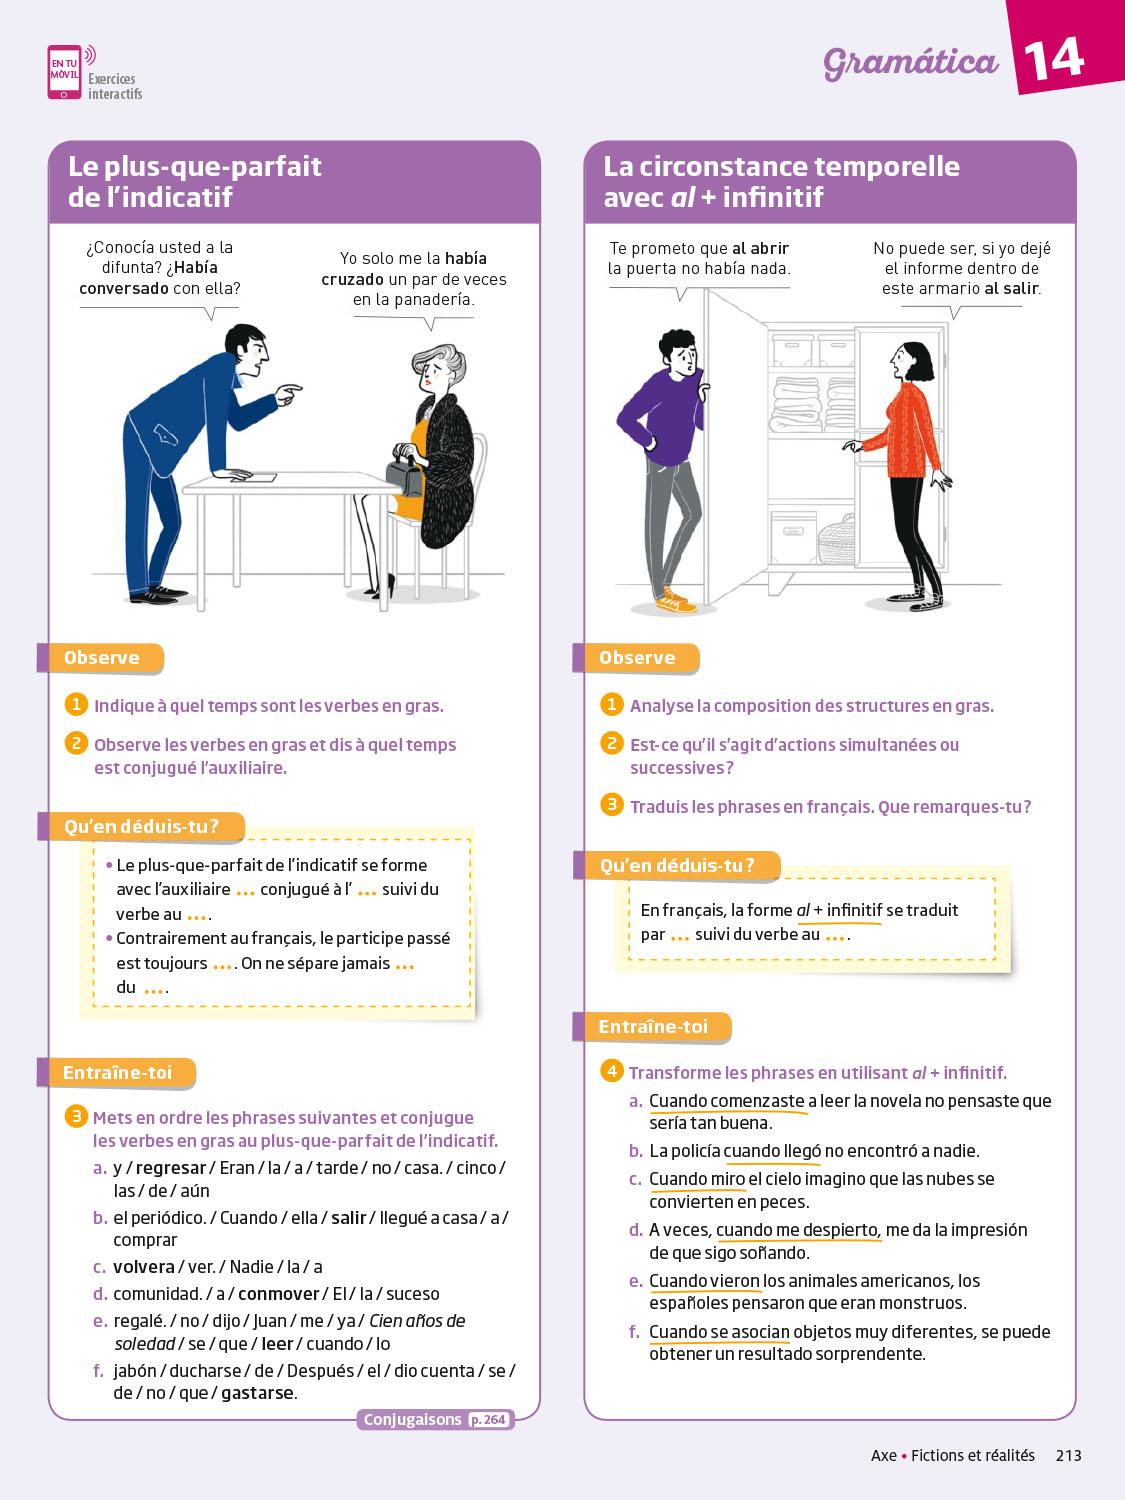 EN TU
MÓVIL
Exercices
interactifs
Gramática
14
Le plus-que-parfait
de l'indicatif
¿Conocía usted a la
difunta? ¿Había
conversado con ella?
Yo solo me la había
cruzado un par de veces
en la panadería.
Observe
1 Indique à quel temps sont les verbes en gras.
2 Observe les verbes en gras et dis à quel temps
est conjugué l'auxiliaire.
Qu'en déduis-tu ?
• Le plus-que-parfait de l'indicatif se forme
avec l'auxiliaire ... conjugué à l' ... suivi du
verbe au ... .
• Contrairement au français, le participe passé
est toujours ... . On ne sépare jamais ...
du ... .
Entraîne-toi
3 Mets en ordre les phrases suivantes et conjugue
les verbes en gras au plus-que-parfait de l'indicatif.
a. y / regresar / Eran / la / a / tarde / no / casa. / cinco /
las / de / aún
b. el periódico. / Cuando / ella / salir / llegué a casa / a /
comprar
c. volvera / ver. / Nadie / la / a
d. comunidad. / a / conmover / El / la / suceso
e. regalé. / no / dijo / Juan / me / ya / Cien años de
soledad / se / que / leer / cuando / lo
f. jabón / ducharse / de / Después / el / dio cuenta / se /
de / no / que / gastarse.
Conjugaisons p. 264
La circonstance temporelle
avec al + infinitif
Te prometo que al abrir
la puerta no había nada.
No puede ser, si yo dejé
el informe dentro de
este armario al salir.
Observe
1 Analyse la composition des structures en gras.
2 Est-ce qu'il s'agit d'actions simultanées ou
successives ?
3 Traduis les phrases en français. Que remarques-tu ?
Qu'en déduis-tu ?
En français, la forme al + infinitif se traduit
par ... suivi du verbe au ... .
Entraîne-toi
4 Transforme les phrases en utilisant al + infinitif.
a. Cuando comenzaste a leer la novela no pensaste que
sería tan buena.
b. La policía cuando llegó no encontró a nadie.
c. Cuando miro el cielo imagino que las nubes se
convierten en peces.
d. A veces, cuando me despierto, me da la impresión
de que sigo soñando.
e. Cuando vieron los animales americanos, los
españoles pensaron que eran monstruos.
f. Cuando se asocian objetos muy diferentes, se puede
obtener un resultado sorprendente.
Axe • Fictions et réalités 213